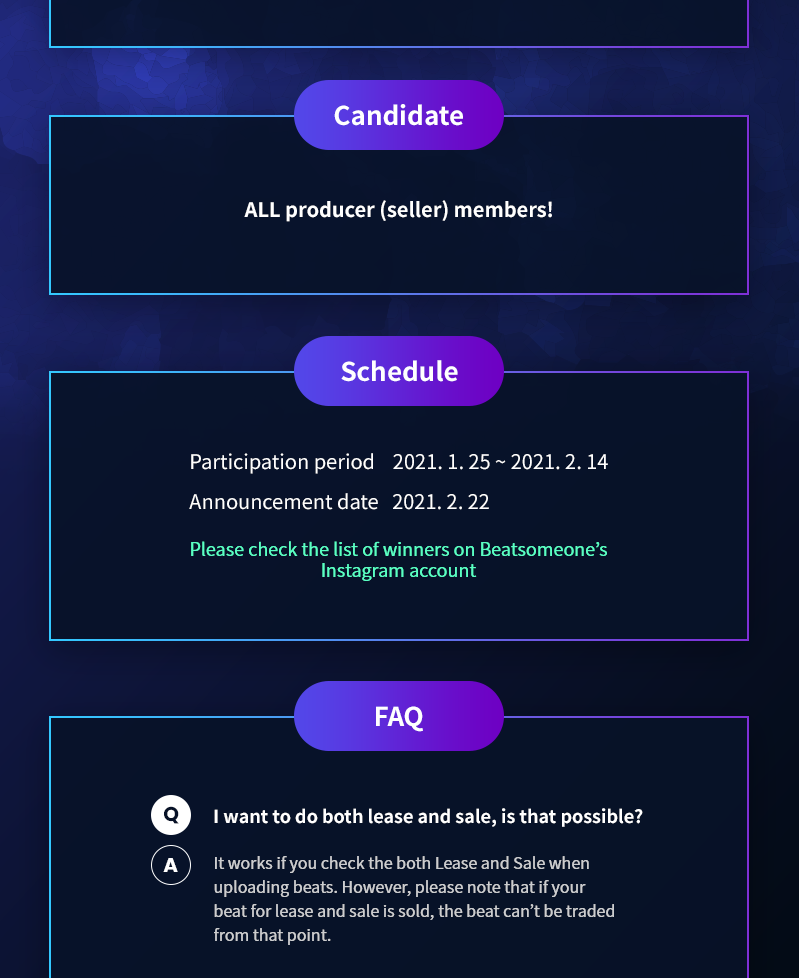 Candidate
ALL producer (seller) members!
Schedule
Participation period 2021. 1. 25 ~ 2021. 2. 14
Announcement date 2021. 2. 22
Please check the list of winners on Beatsomeone’s
Instagram account
FAQ
Q I want to do both lease and sale, is that possible?
A It works if you check the both Lease and Sale when
uploading beats. However, please note that if your
beat for lease and sale is sold, the beat can’t be traded
from that point.